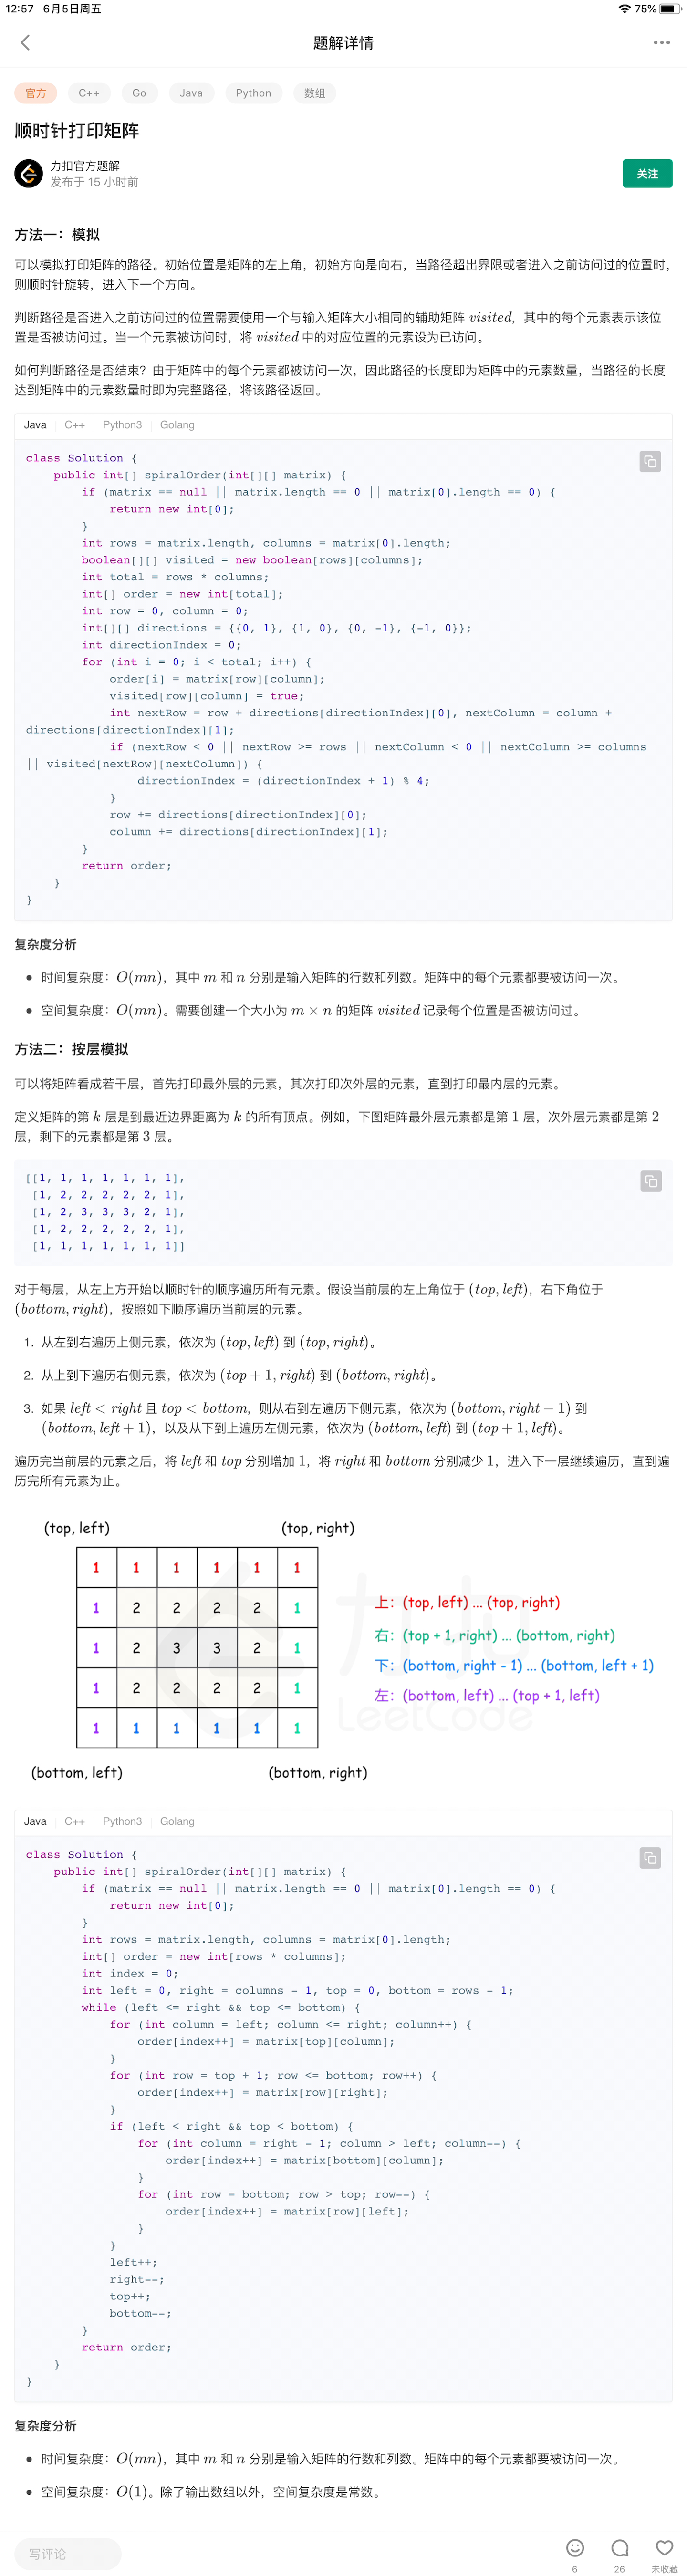 12:57 6月5日周五 75%
题解详情
官方 C++ Go Java Python 数组
顺时针打印矩阵
力扣官方题解
发布于 15 小时前
关注
方法一：模拟
可以模拟打印矩阵的路径。初始位置是矩阵的左上角，初始方向是向右，当路径超出界限或者进入之前访问过的位置时，
则顺时针旋转，进入下一个方向。
判断路径是否进入之前访问过的位置需要使用一个与输入矩阵大小相同的辅助矩阵 visited，其中的每个元素表示该位
置是否被访问过。当一个元素被访问时，将 visited 中的对应位置的元素设为已访问。
如何判断路径是否结束？由于矩阵中的每个元素都被访问一次，因此路径的长度即为矩阵中的元素数量，当路径的长度
达到矩阵中的元素数量时即为完整路径，将该路径返回。
Java C++ Python3 Golang
class Solution {
    public int[] spiralOrder(int[][] matrix) {
        if (matrix == null || matrix.length == 0 || matrix[0].length == 0) {
            return new int[0];
        }
        int rows = matrix.length, columns = matrix[0].length;
        boolean[][] visited = new boolean[rows][columns];
        int total = rows * columns;
        int[] order = new int[total];
        int row = 0, column = 0;
        int[][] directions = {{0, 1}, {1, 0}, {0, -1}, {-1, 0}};
        int directionIndex = 0;
        for (int i = 0; i < total; i++) {
            order[i] = matrix[row][column];
            visited[row][column] = true;
            int nextRow = row + directions[directionIndex][0], nextColumn = column +
directions[directionIndex][1];
            if (nextRow < 0 || nextRow >= rows || nextColumn < 0 || nextColumn >= columns
|| visited[nextRow][nextColumn]) {
                directionIndex = (directionIndex + 1) % 4;
            }
            row += directions[directionIndex][0];
            column += directions[directionIndex][1];
        }
        return order;
    }
}
复杂度分析
• 时间复杂度：O(mn)，其中 m 和 n 分别是输入矩阵的行数和列数。矩阵中的每个元素都要被访问一次。
• 空间复杂度：O(mn)。需要创建一个大小为 m × n 的矩阵 visited 记录每个位置是否被访问过。
方法二：按层模拟
可以将矩阵看成若干层，首先打印最外层的元素，其次打印次外层的元素，直到打印最内层的元素。
定义矩阵的第 k 层是到最近边界距离为 k 的所有顶点。例如，下图矩阵最外层元素都是第 1 层，次外层元素都是第 2
层，剩下的元素都是第 3 层。
[[1, 1, 1, 1, 1, 1, 1],
 [1, 2, 2, 2, 2, 2, 1],
 [1, 2, 3, 3, 3, 2, 1],
 [1, 2, 2, 2, 2, 2, 1],
 [1, 1, 1, 1, 1, 1, 1]]
对于每层，从左上方开始以顺时针的顺序遍历所有元素。假设当前层的左上角位于 (top, left)，右下角位于
(bottom, right)，按照如下顺序遍历当前层的元素。
1. 从左到右遍历上侧元素，依次为 (top, left) 到 (top, right)。
2. 从上到下遍历右侧元素，依次为 (top + 1, right) 到 (bottom, right)。
3. 如果 left < right 且 top < bottom，则从右到左遍历下侧元素，依次为 (bottom, right − 1) 到
(bottom, left + 1)，以及从下到上遍历左侧元素，依次为 (bottom, left) 到 (top + 1, left)。
遍历完当前层的元素之后，将 left 和 top 分别增加 1，将 right 和 bottom 分别减少 1，进入下一层继续遍历，直到遍
历完所有元素为止。
(top, left) (top, right)
1 1 1 1 1 1
1 2 2 2 2 1
1 2 3 3 2 1
1 2 2 2 2 1
1 1 1 1 1 1
(bottom, left) (bottom, right)
上：(top, left) ... (top, right)
右：(top + 1, right) ... (bottom, right)
下：(bottom, right - 1) ... (bottom, left + 1)
左：(bottom, left) ... (top + 1, left)
力扣
LeetCode
Java C++ Python3 Golang
class Solution {
    public int[] spiralOrder(int[][] matrix) {
        if (matrix == null || matrix.length == 0 || matrix[0].length == 0) {
            return new int[0];
        }
        int rows = matrix.length, columns = matrix[0].length;
        int[] order = new int[rows * columns];
        int index = 0;
        int left = 0, right = columns - 1, top = 0, bottom = rows - 1;
        while (left <= right && top <= bottom) {
            for (int column = left; column <= right; column++) {
                order[index++] = matrix[top][column];
            }
            for (int row = top + 1; row <= bottom; row++) {
                order[index++] = matrix[row][right];
            }
            if (left < right && top < bottom) {
                for (int column = right - 1; column > left; column--) {
                    order[index++] = matrix[bottom][column];
                }
                for (int row = bottom; row > top; row--) {
                    order[index++] = matrix[row][left];
                }
            }
            left++;
            right--;
            top++;
            bottom--;
        }
        return order;
    }
}
复杂度分析
• 时间复杂度：O(mn)，其中 m 和 n 分别是输入矩阵的行数和列数。矩阵中的每个元素都要被访问一次。
• 空间复杂度：O(1)。除了输出数组以外，空间复杂度是常数。
写评论
6 26 未收藏